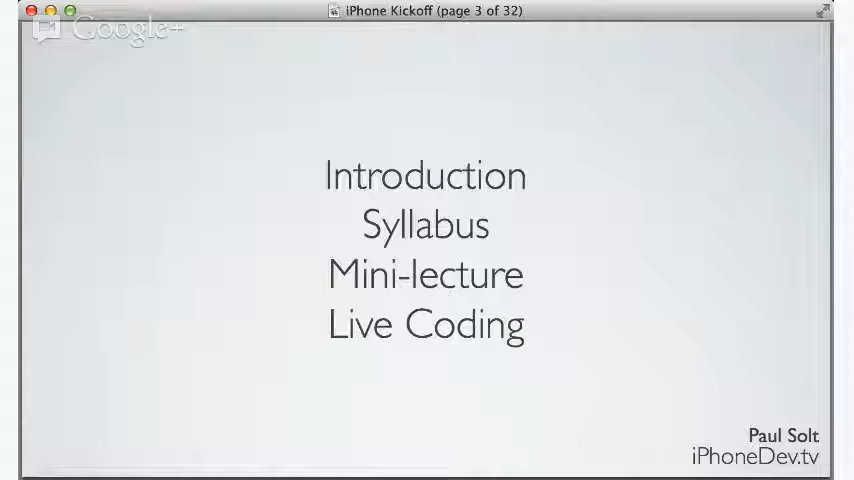 iPhone Kickoff (page 3 of 32)
Google+
Introduction
Syllabus
Mini-lecture
Live Coding
Paul Solt
iPhoneDev.tv